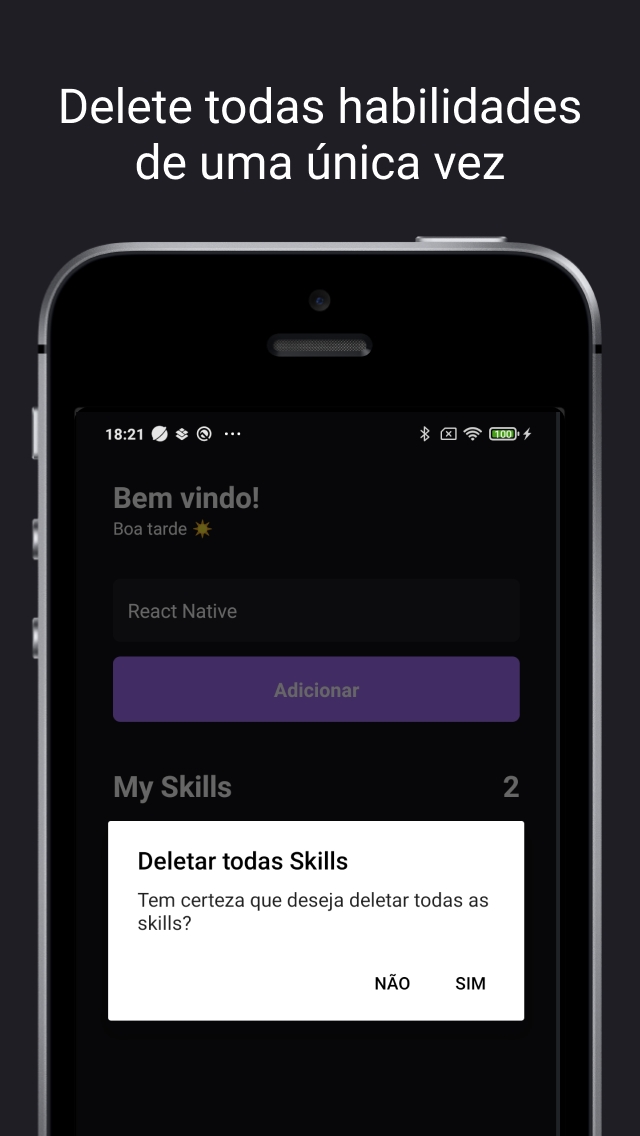 Delete todas habilidades
de uma única vez
18:21
100
Bem vindo!
Boa tarde
React Native
Adicionar
My Skills 2
Deletar todas Skills
Tem certeza que deseja deletar todas as
skills?
NÃO SIM